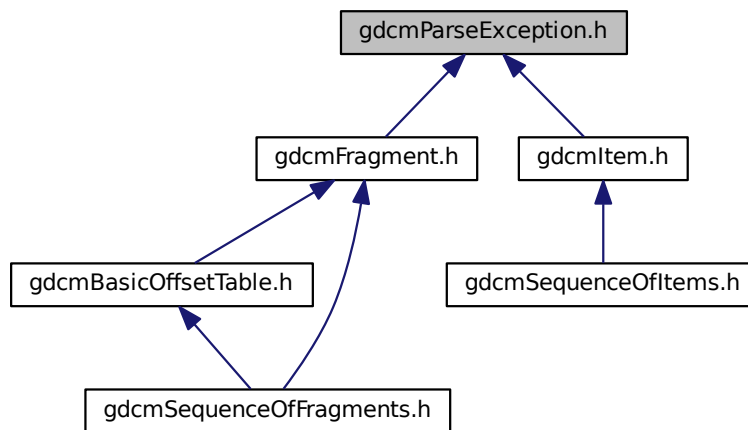 gdcmParseException.h
gdcmFragment.h
gdcmItem.h
gdcmBasicOffsetTable.h
gdcmSequenceOfItems.h
gdcmSequenceOfFragments.h